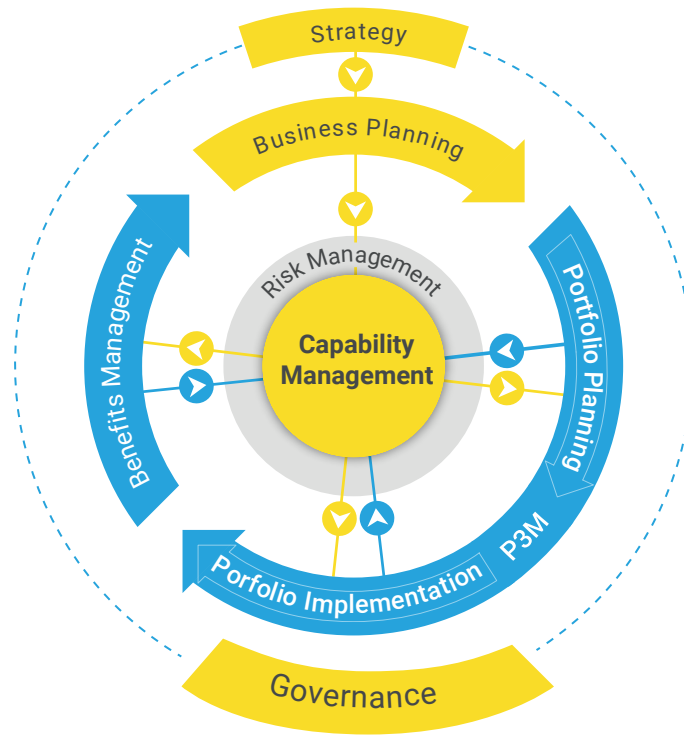 Strategy
Business Planning
Risk Management
Capability
Management
Benefits Management
Portfolio Planning
P3M
Porfolio Implementation
Governance